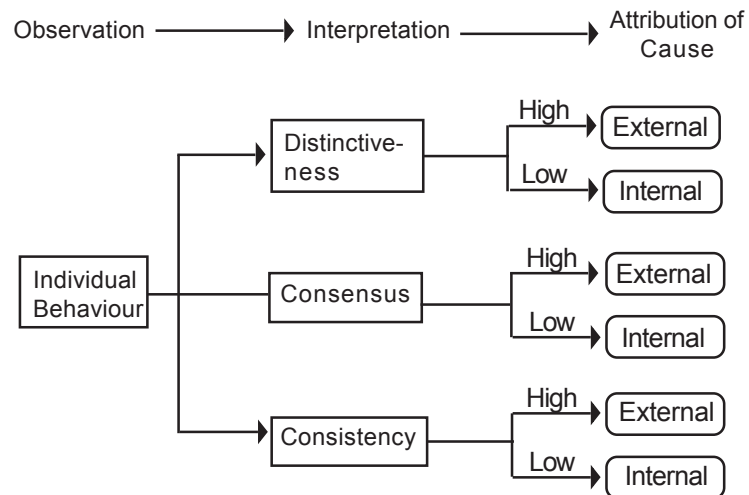 Observation Interpretation Attribution of
Cause
High
External
Distinctive-
ness
Low
Internal
High
External
Individual
Behaviour
Consensus
Low
Internal
High
External
Consistency
Low
Internal